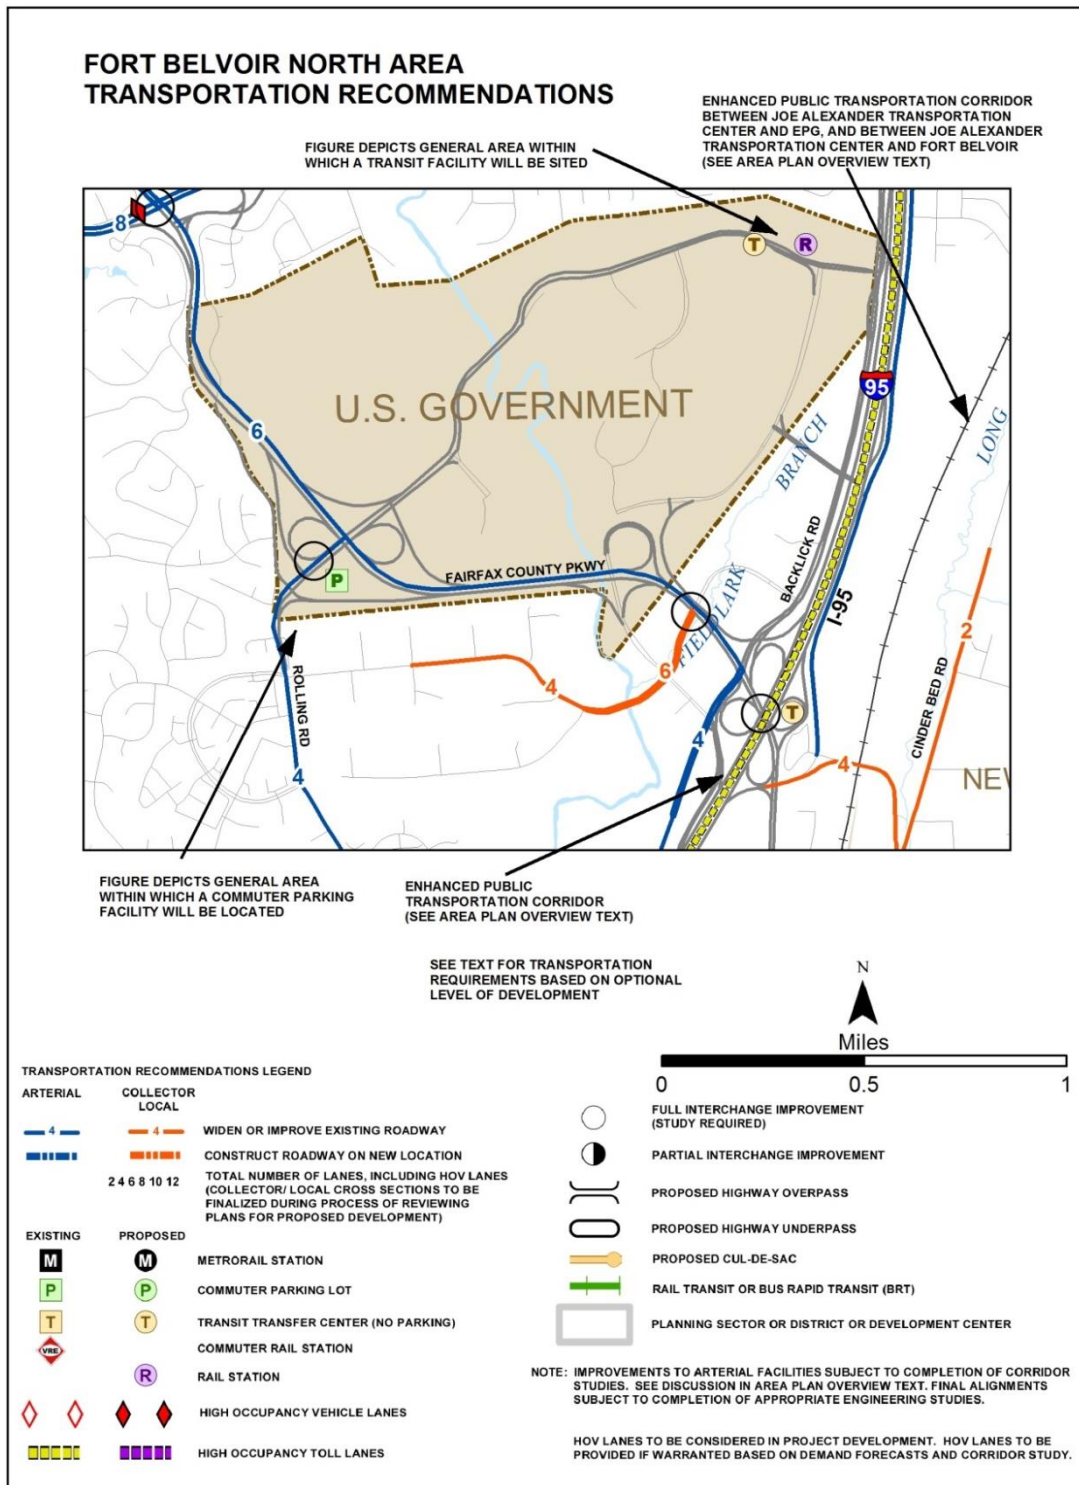 FORT BELVOIR NORTH AREA
TRANSPORTATION RECOMMENDATIONS
ENHANCED PUBLIC TRANSPORTATION CORRIDOR
BETWEEN JOE ALEXANDER TRANSPORTATION
CENTER AND EPG, AND BETWEEN JOE ALEXANDER
TRANSPORTATION CENTER AND FORT BELVOIR
(SEE AREA PLAN OVERVIEW TEXT)
FIGURE DEPICTS GENERAL AREA WITHIN
WHICH A TRANSIT FACILITY WILL BE SITED
8
T
R
95
U.S. GOVERNMENT
6
LONG
BRANCH
BACKLICK RD
FAIRFAX COUNTY PKWY
P
FIELDLARK
I-95
2
CINDER BED RD
ROLLING RD
4
6
T
4
4
4
NEW
FIGURE DEPICTS GENERAL AREA
WITHIN WHICH A COMMUTER PARKING
FACILITY WILL BE LOCATED
ENHANCED PUBLIC
TRANSPORTATION CORRIDOR
(SEE AREA PLAN OVERVIEW TEXT)
SEE TEXT FOR TRANSPORTATION
REQUIREMENTS BASED ON OPTIONAL
LEVEL OF DEVELOPMENT
N
Miles
0 0.5 1
TRANSPORTATION RECOMMENDATIONS LEGEND
ARTERIAL
COLLECTOR
LOCAL
4 4 WIDEN OR IMPROVE EXISTING ROADWAY
CONSTRUCT ROADWAY ON NEW LOCATION
2 4 6 8 10 12 TOTAL NUMBER OF LANES, INCLUDING HOV LANES
(COLLECTOR/ LOCAL CROSS SECTIONS TO BE
FINALIZED DURING PROCESS OF REVIEWING
PLANS FOR PROPOSED DEVELOPMENT)
EXISTING PROPOSED
M M METRORAIL STATION
P P COMMUTER PARKING LOT
T T TRANSIT TRANSFER CENTER (NO PARKING)
VRE COMMUTER RAIL STATION
R RAIL STATION
HIGH OCCUPANCY VEHICLE LANES
HIGH OCCUPANCY TOLL LANES
FULL INTERCHANGE IMPROVEMENT
(STUDY REQUIRED)
PARTIAL INTERCHANGE IMPROVEMENT
PROPOSED HIGHWAY OVERPASS
PROPOSED HIGHWAY UNDERPASS
PROPOSED CUL-DE-SAC
RAIL TRANSIT OR BUS RAPID TRANSIT (BRT)
PLANNING SECTOR OR DISTRICT OR DEVELOPMENT CENTER
NOTE: IMPROVEMENTS TO ARTERIAL FACILITIES SUBJECT TO COMPLETION OF CORRIDOR
STUDIES. SEE DISCUSSION IN AREA PLAN OVERVIEW TEXT. FINAL ALIGNMENTS
SUBJECT TO COMPLETION OF APPROPRIATE ENGINEERING STUDIES.
HOV LANES TO BE CONSIDERED IN PROJECT DEVELOPMENT. HOV LANES TO BE
PROVIDED IF WARRANTED BASED ON DEMAND FORECASTS AND CORRIDOR STUDY.